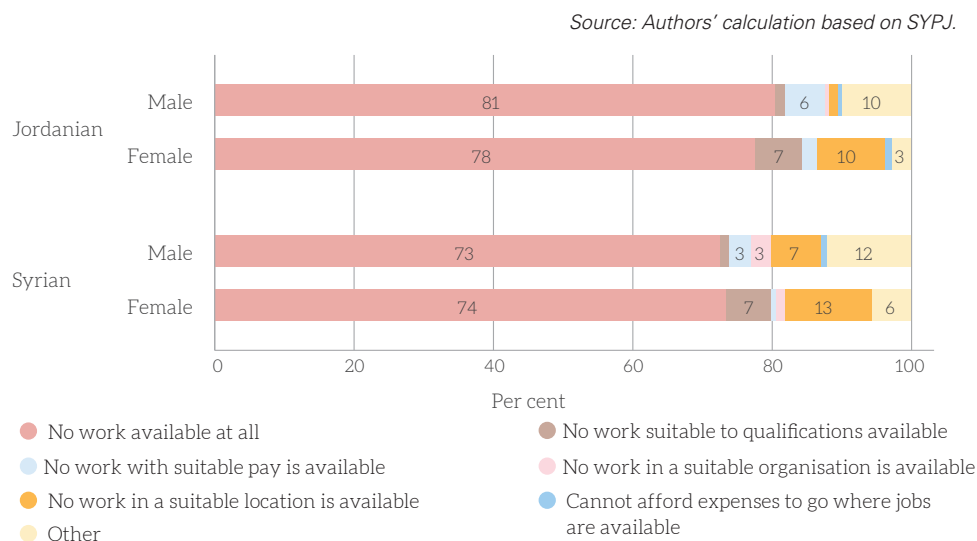 Source: Authors' calculation based on SYPJ.
Jordanian
Male
81
6
10
Female
78
7
10
3
Syrian
Male
73
3
3
7
12
Female
74
7
13
6
0
20
40
60
80
100
Per cent
No work available at all
No work suitable to qualifications available
No work with suitable pay is available
No work in a suitable organisation is available
No work in a suitable location is available
Cannot afford expenses to go where jobs
are available
Other